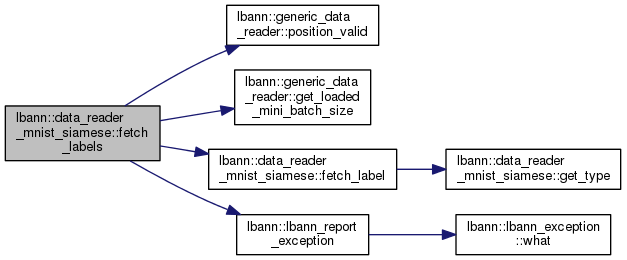 lbann::data_reader
_mnist_siamese::fetch
_labels
lbann::generic_data
_reader::position_valid
lbann::generic_data
_reader::get_loaded
_mini_batch_size
lbann::data_reader
_mnist_siamese::fetch_label
lbann::data_reader
_mnist_siamese::get_type
lbann::lbann_report
_exception
lbann::lbann_exception
::what